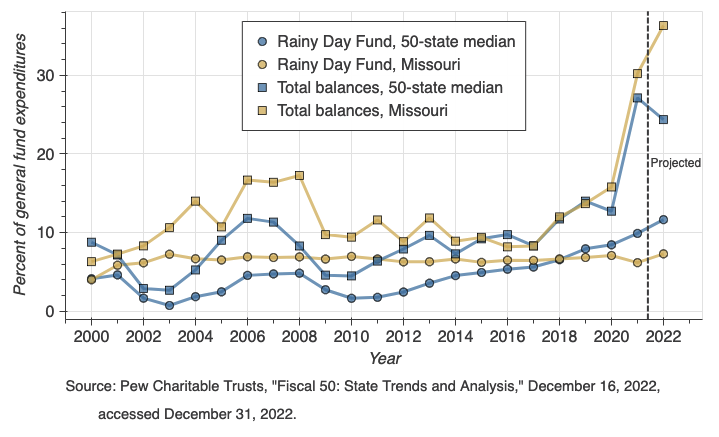 Percent of general fund expenditures
30
20
10
0
Rainy Day Fund, 50-state median
Rainy Day Fund, Missouri
Total balances, 50-state median
Total balances, Missouri
Projected
2000 2002 2004 2006 2008 2010 2012 2014 2016 2018 2020 2022
Year
Source: Pew Charitable Trusts, "Fiscal 50: State Trends and Analysis," December 16, 2022,
accessed December 31, 2022.